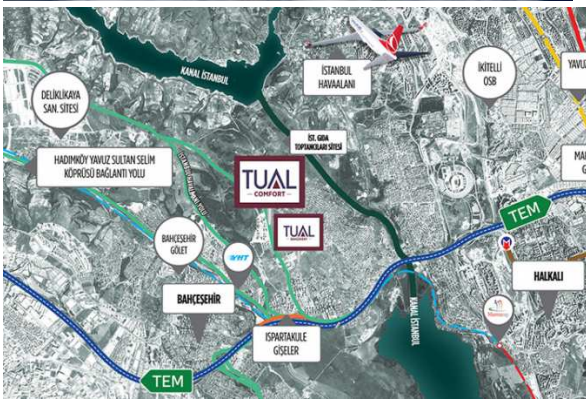 KANAL İSTANBUL
DELİKLİKAYA
SAN. SİTESİ
İSTANBUL
HAVAALANI
İKİTELLİ
OSB
YAVUZ
İST. GIDA
TOPTANCILARI SİTESİ
HADIMKÖY YAVUZ SULTAN SELİM
KÖPRÜSÜ BAĞLANTI YOLU
TUAL
COMFORT
TUAL
BAHÇEŞEHİR
GÖLET
YHT
TEM
M
HALKALI
BAHÇEŞEHİR
KANAL İSTANBUL
ISPARTAKULE
GİŞELER
TEM